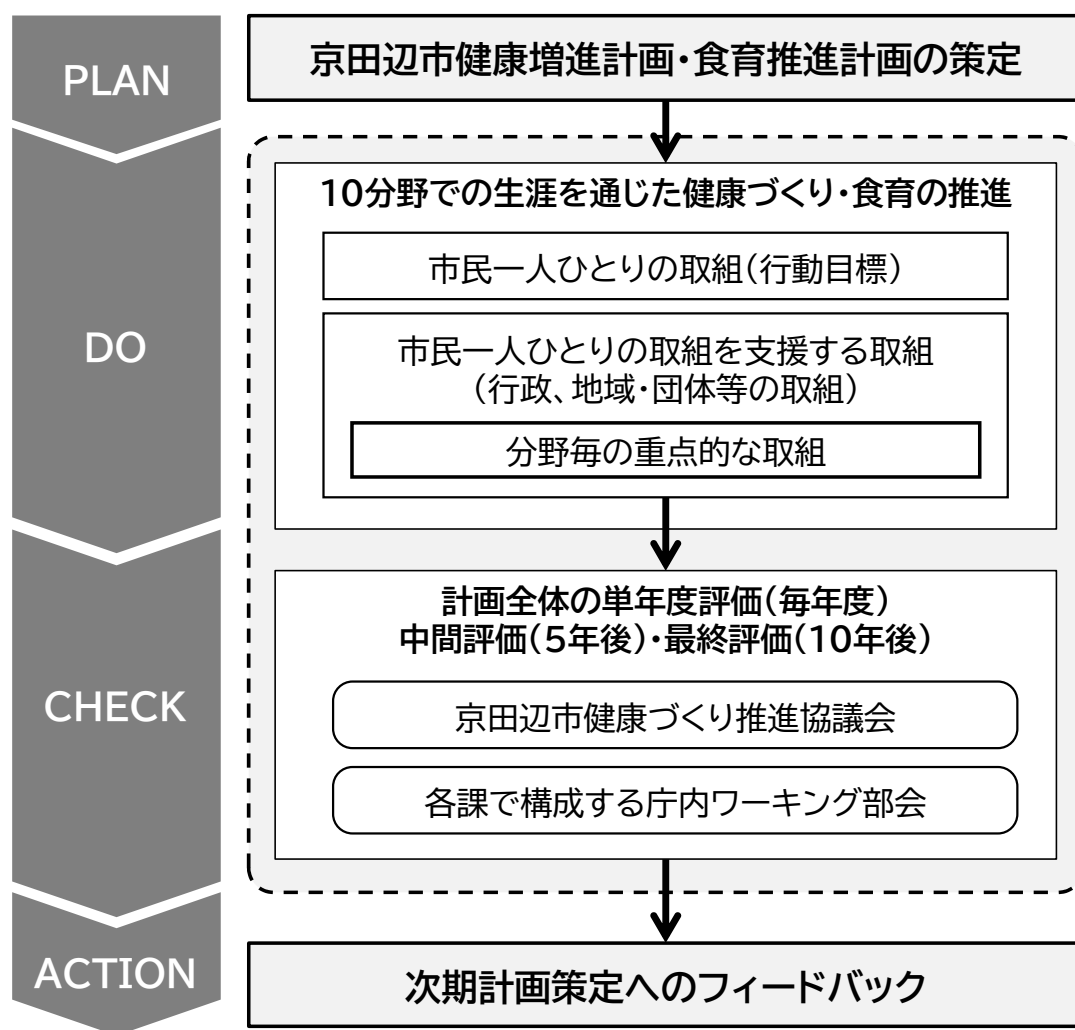 PLAN
京田辺市健康増進計画・食育推進計画の策定
DO
10分野での生涯を通じた健康づくり・食育の推進
市民一人ひとりの取組(行動目標)
市民一人ひとりの取組を支援する取組
(行政、地域・団体等の取組)
分野毎の重点的な取組
CHECK
計画全体の単年度評価(毎年度)
中間評価(5年後)・最終評価(10年後)
京田辺市健康づくり推進協議会
各課で構成する庁内ワーキング部会
ACTION
次期計画策定へのフィードバック